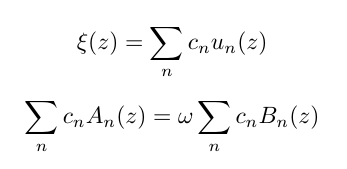 ξ(z) = ∑_n c_n u_n(z)
∑_n c_n A_n(z) = ω ∑_n c_n B_n(z)